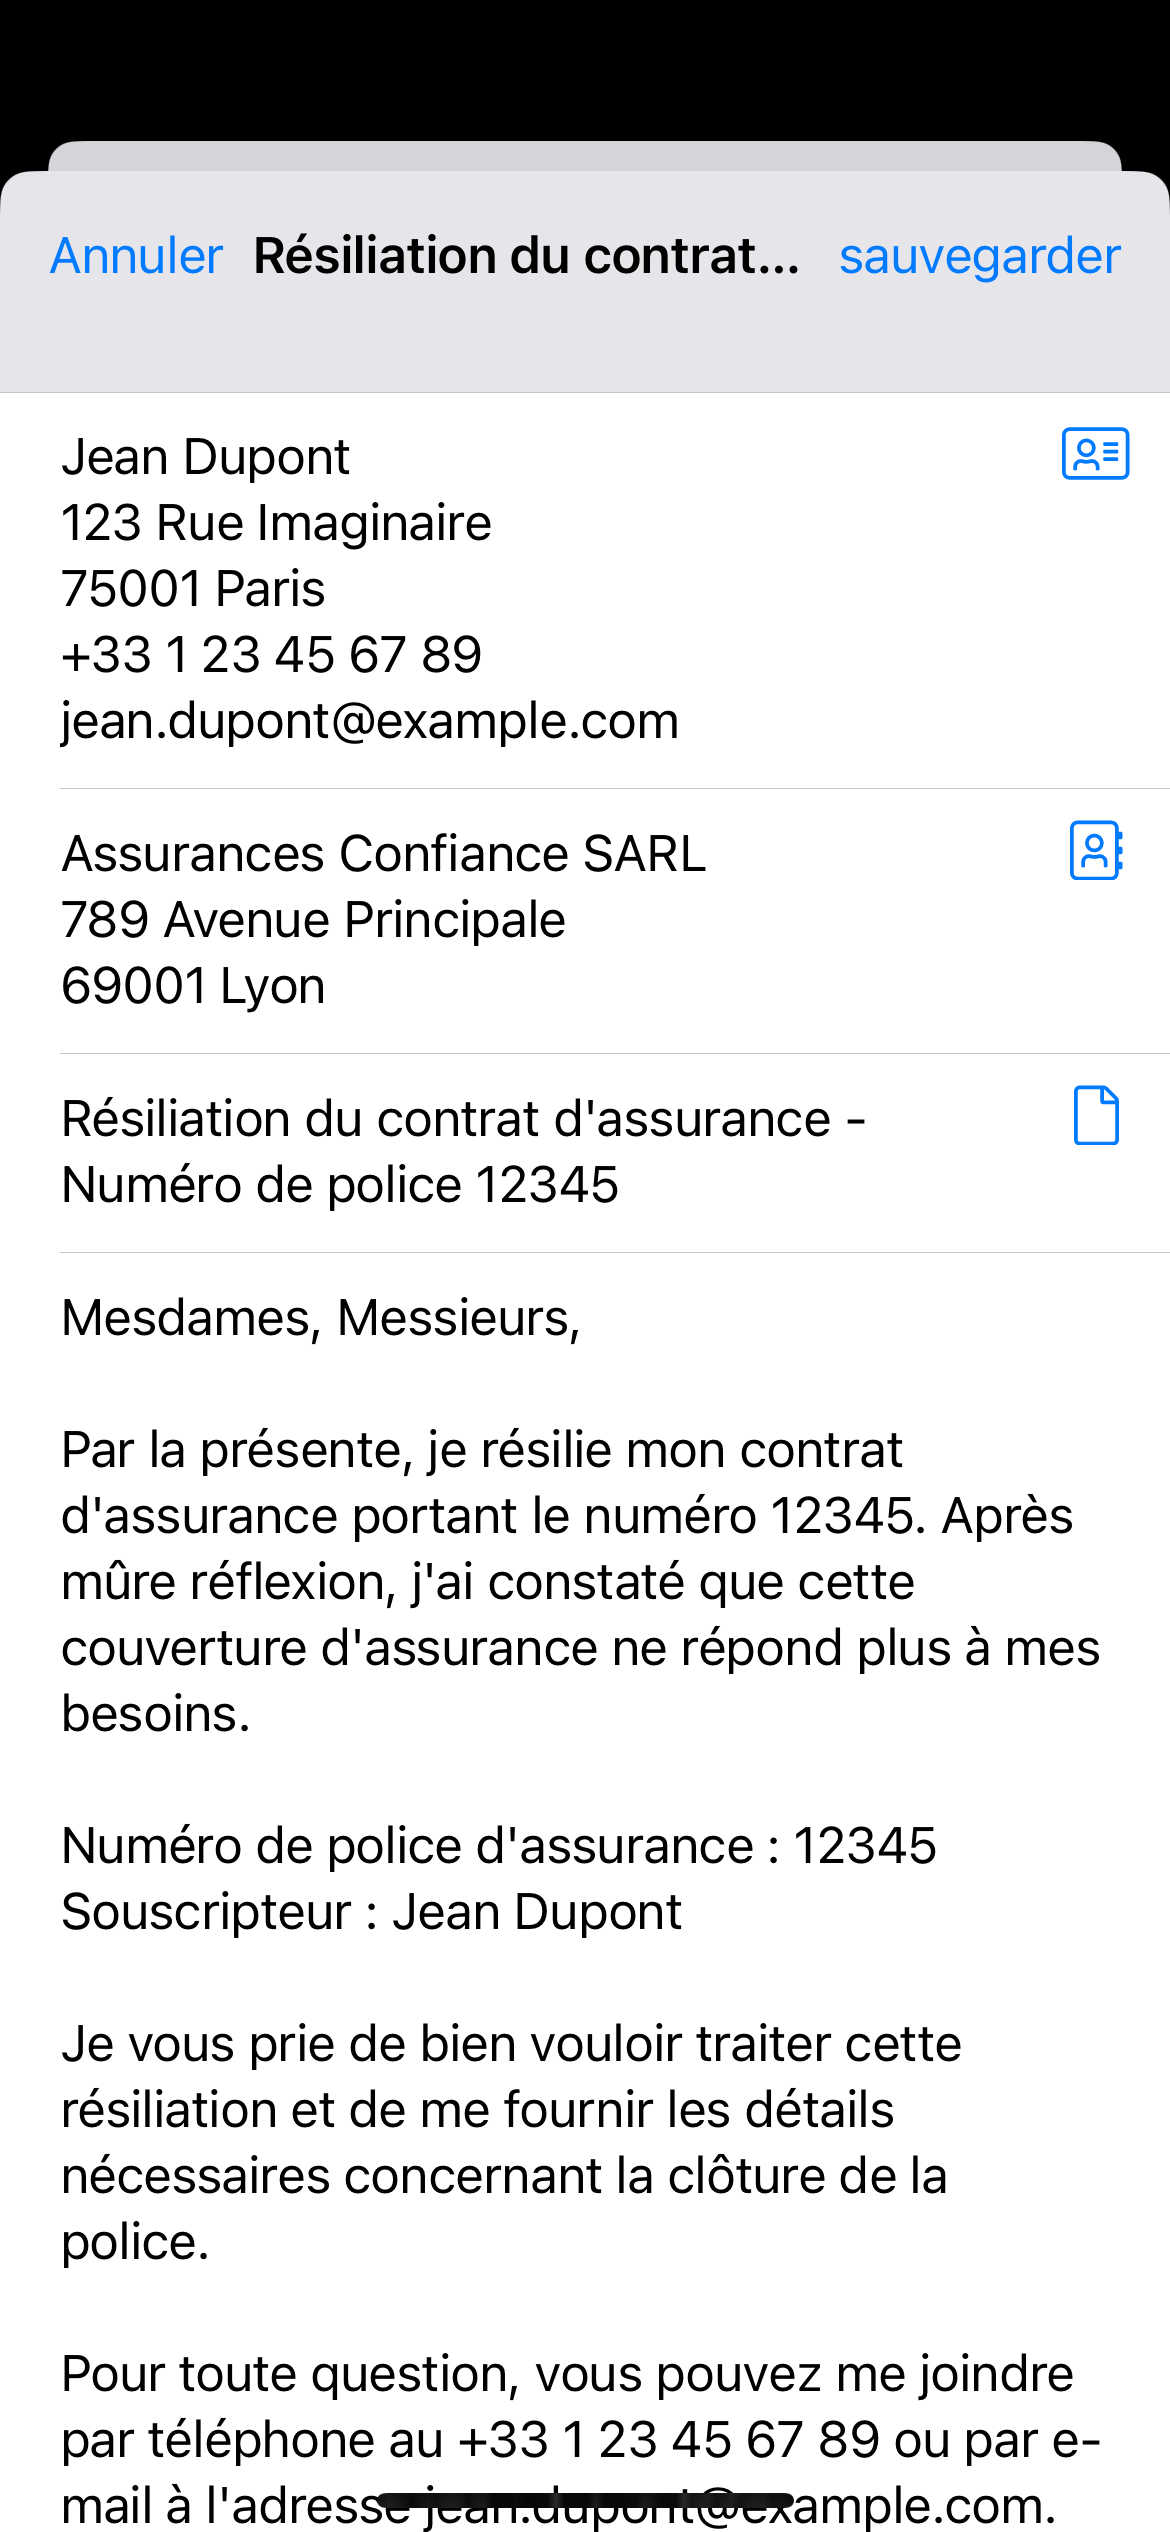 Annuler Résiliation du contrat... sauvegarder
Jean Dupont
123 Rue Imaginaire
75001 Paris
+33 1 23 45 67 89
jean.dupont@example.com
Assurances Confiance SARL
789 Avenue Principale
69001 Lyon
Résiliation du contrat d'assurance -
Numéro de police 12345
Mesdames, Messieurs,
Par la présente, je résilie mon contrat
d'assurance portant le numéro 12345. Après
mûre réflexion, j'ai constaté que cette
couverture d'assurance ne répond plus à mes
besoins.
Numéro de police d'assurance : 12345
Souscripteur : Jean Dupont
Je vous prie de bien vouloir traiter cette
résiliation et de me fournir les détails
nécessaires concernant la clôture de la
police.
Pour toute question, vous pouvez me joindre
par téléphone au +33 1 23 45 67 89 ou par e-
mail à l'adresse jean.dupont@example.com.